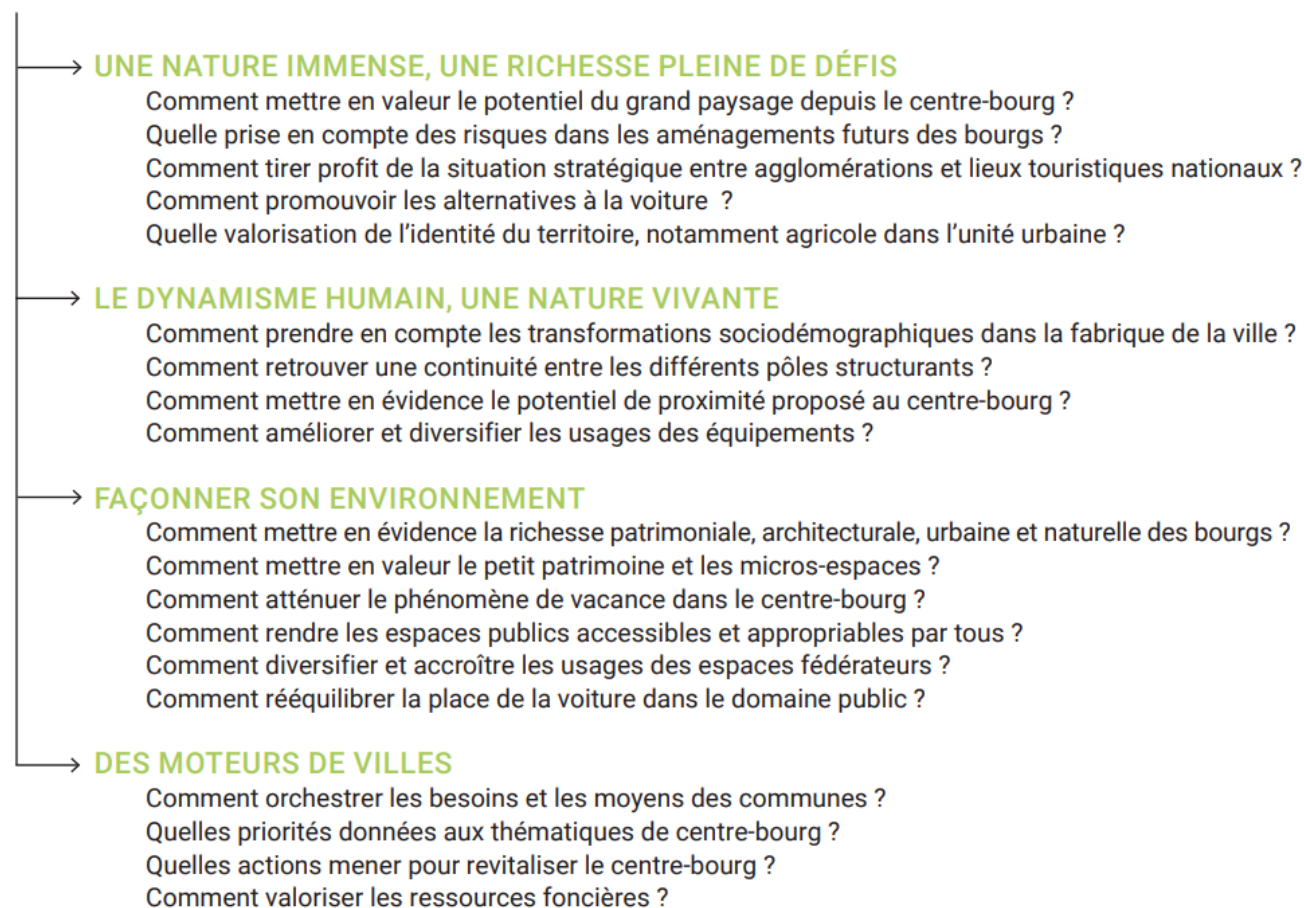 UNE NATURE IMMENSE, UNE RICHESSE PLEINE DE DÉFIS
Comment mettre en valeur le potentiel du grand paysage depuis le centre-bourg ?
Quelle prise en compte des risques dans les aménagements futurs des bourgs ?
Comment tirer profit de la situation stratégique entre agglomérations et lieux touristiques nationaux ?
Comment promouvoir les alternatives à la voiture  ?
Quelle valorisation de l'identité du territoire, notamment agricole dans l'unité urbaine ?
LE DYNAMISME HUMAIN, UNE NATURE VIVANTE
Comment prendre en compte les transformations sociodémographiques dans la fabrique de la ville ?
Comment retrouver une continuité entre les différents pôles structurants ?
Comment mettre en évidence le potentiel de proximité proposé au centre-bourg ?
Comment améliorer et diversifier les usages des équipements ?
FAÇONNER SON ENVIRONNEMENT
Comment mettre en évidence la richesse patrimoniale, architecturale, urbaine et naturelle des bourgs ?
Comment mettre en valeur le petit patrimoine et les micros-espaces ?
Comment atténuer le phénomène de vacance dans le centre-bourg ?
Comment rendre les espaces publics accessibles et appropriables par tous ?
Comment diversifier et accroître les usages des espaces fédérateurs ?
Comment rééquilibrer la place de la voiture dans le domaine public ?
DES MOTEURS DE VILLES
Comment orchestrer les besoins et les moyens des communes ?
Quelles priorités données aux thématiques de centre-bourg ?
Quelles actions mener pour revitaliser le centre-bourg ?
Comment valoriser les ressources foncières ?